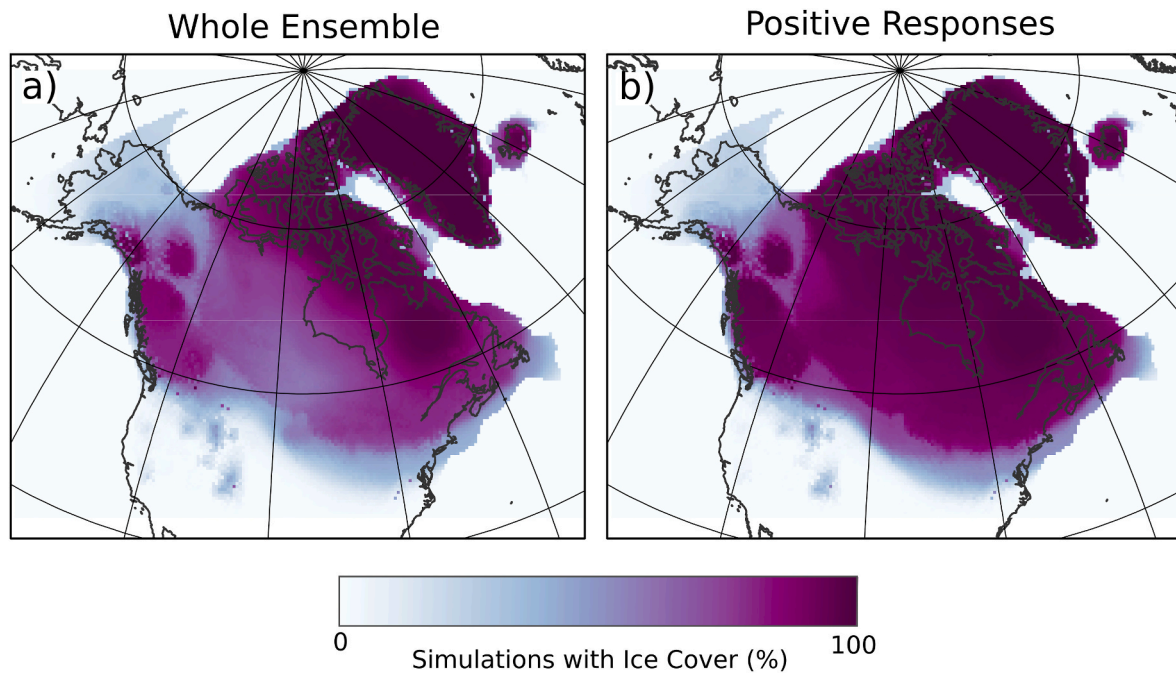 Whole Ensemble
Positive Responses
a)
b)
0
100
Simulations with Ice Cover (%)